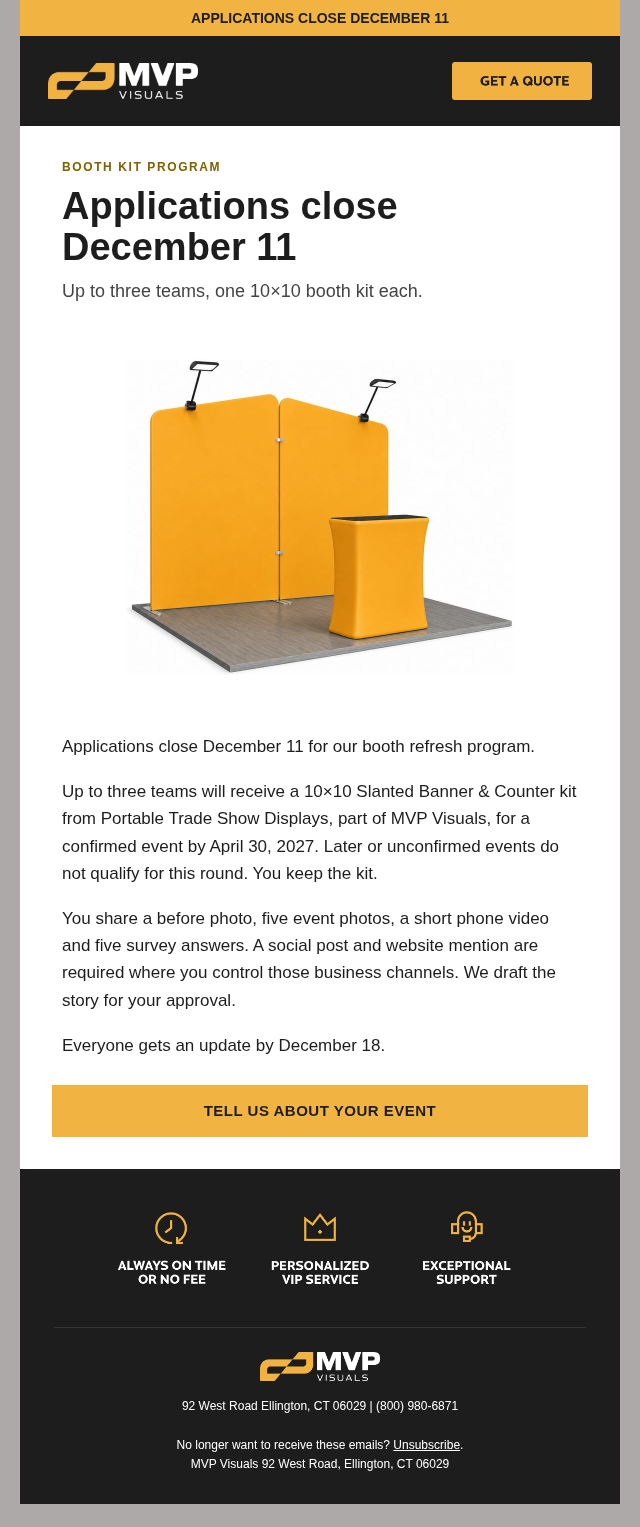 APPLICATIONS CLOSE DECEMBER 11
MVP
VISUALS
GET A QUOTE
BOOTH KIT PROGRAM
Applications close
December 11
Up to three teams, one 10×10 booth kit each.
Applications close December 11 for our booth refresh program.
Up to three teams will receive a 10×10 Slanted Banner & Counter kit
from Portable Trade Show Displays, part of MVP Visuals, for a
confirmed event by April 30, 2027. Later or unconfirmed events do
not qualify for this round. You keep the kit.
You share a before photo, five event photos, a short phone video
and five survey answers. A social post and website mention are
required where you control those business channels. We draft the
story for your approval.
Everyone gets an update by December 18.
TELL US ABOUT YOUR EVENT
ALWAYS ON TIME
OR NO FEE
PERSONALIZED
VIP SERVICE
EXCEPTIONAL
SUPPORT
MVP
VISUALS
92 West Road Ellington, CT 06029 | (800) 980-6871
No longer want to receive these emails? Unsubscribe.
MVP Visuals 92 West Road, Ellington, CT 06029